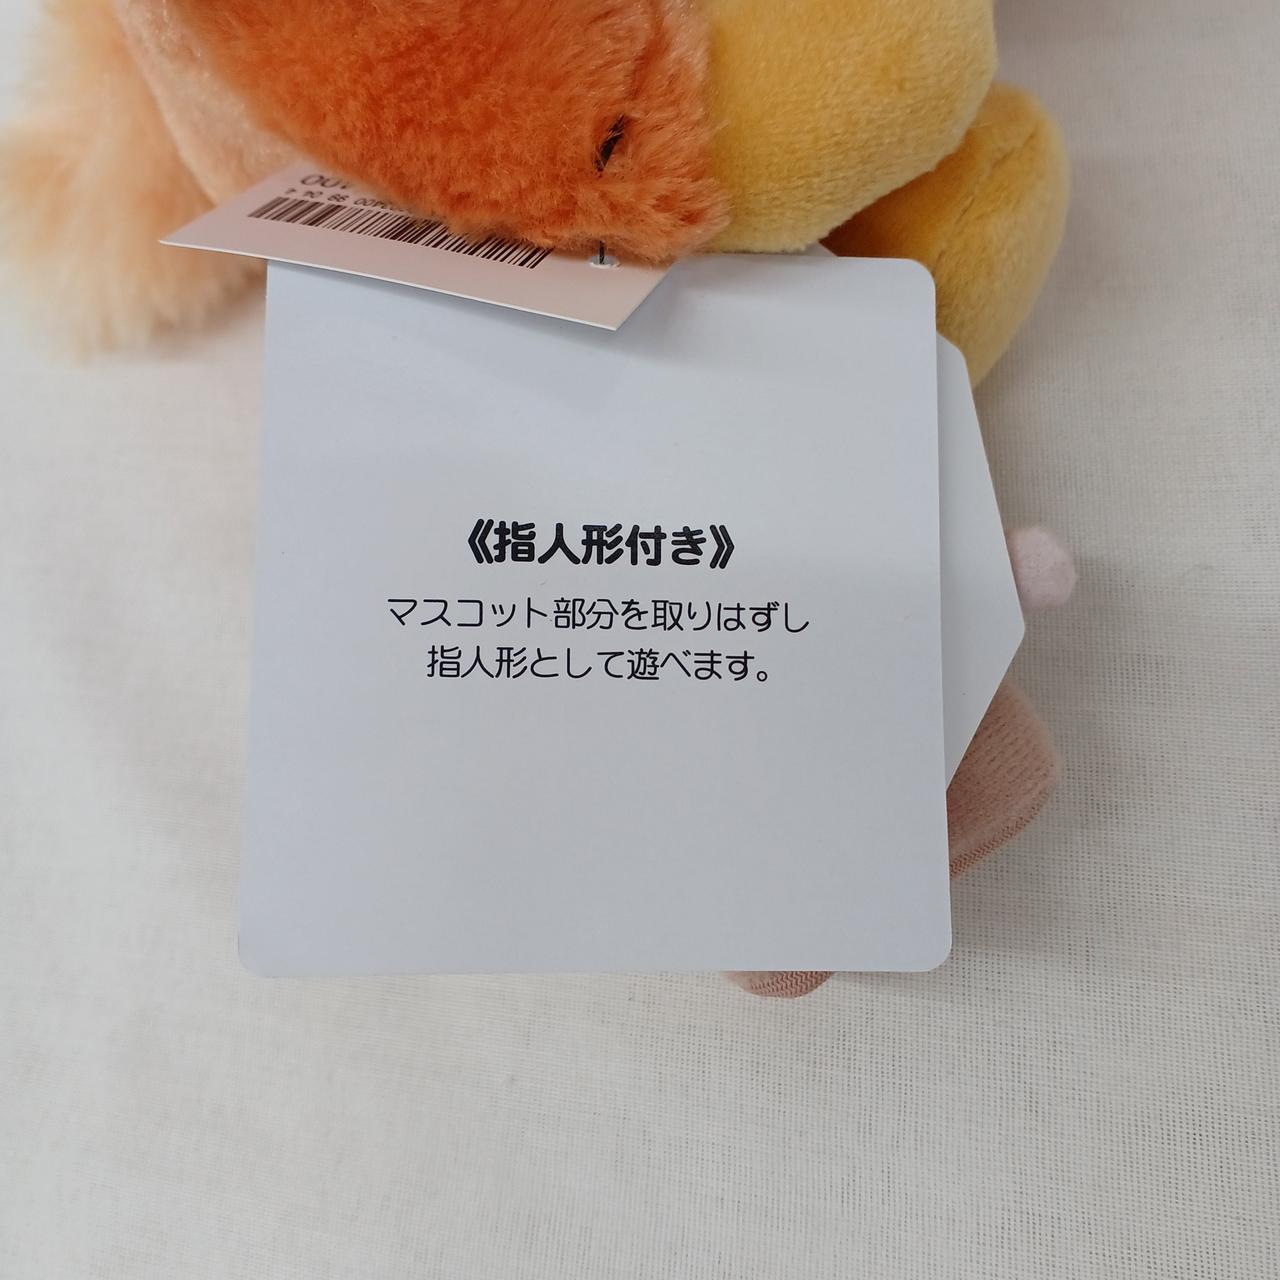 《指人形付き》
マスコット部分を取りはずし
指人形として遊べます。